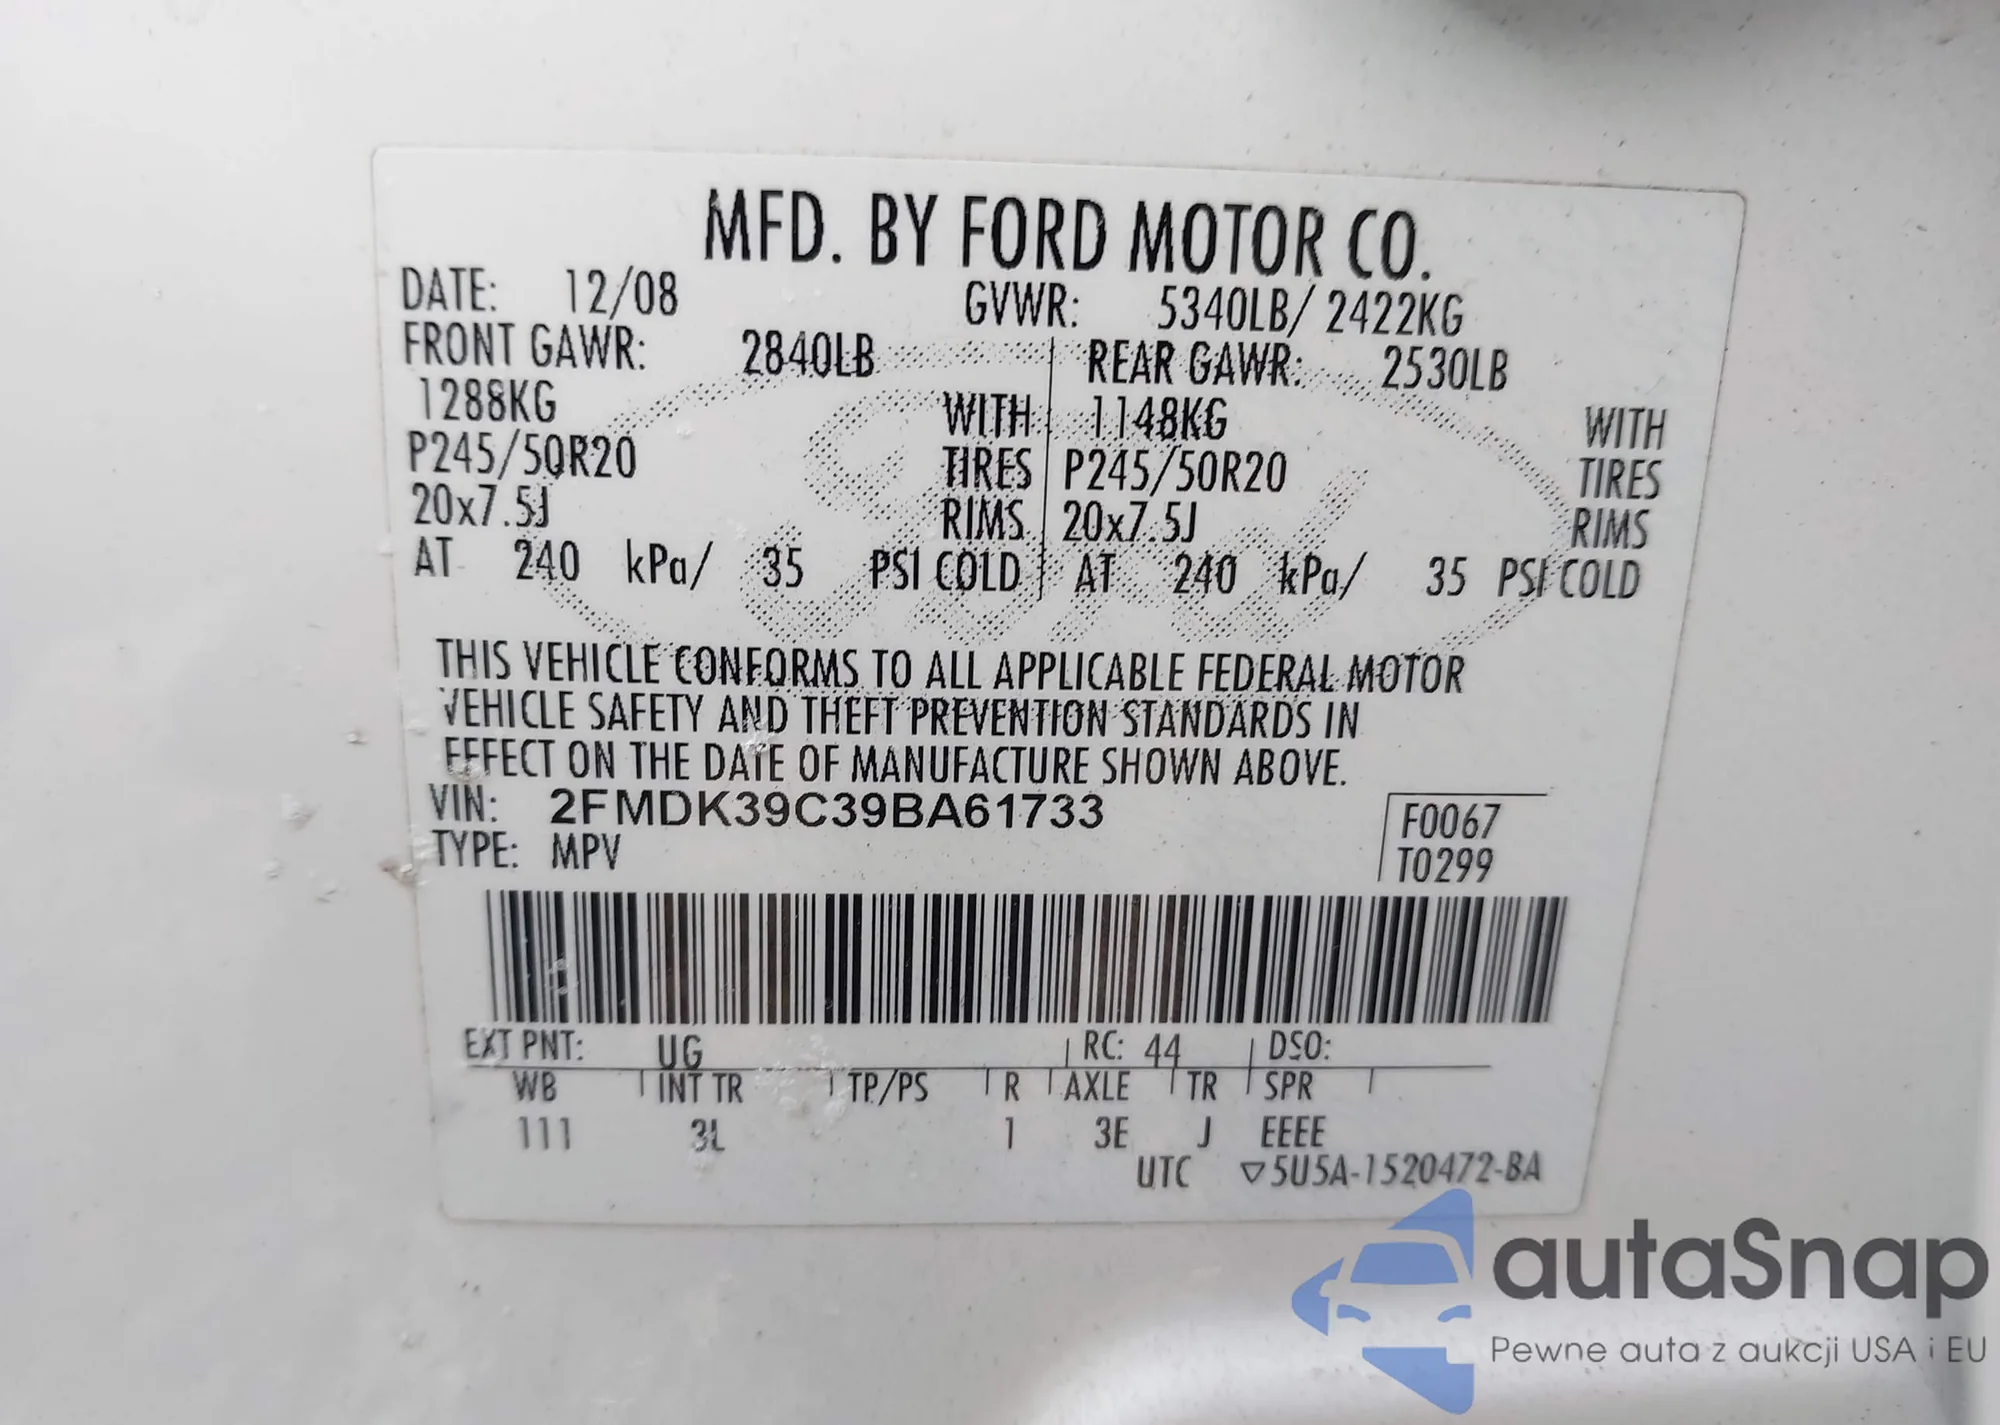 MFD. BY FORD MOTOR CO.
DATE: 12/08 GVWR: 5340LB/ 2422KG
FRONT GAWR: 2840LB REAR GAWR: 2530LB
1288KG WITH 1148KG WITH
P245/50R20 TIRES P245/50R20 TIRES
20x7.5J RIMS 20x7.5J RIMS
AT 240 kPa/ 35 PSI COLD AT 240 kPa/ 35 PSI COLD
THIS VEHICLE CONFORMS TO ALL APPLICABLE FEDERAL MOTOR
VEHICLE SAFETY AND THEFT PREVENTION STANDARDS IN
EFFECT ON THE DATE OF MANUFACTURE SHOWN ABOVE.
VIN: 2FMDK39C39BA61733 F0067
TYPE: MPV T0299
EXT PNT: UG RC: 44 DSO:
WB INT TR TP/PS R AXLE TR SPR
111 3L 1 3E J EEEE
UTC ▽5U5A-1520472-BA
autaSnap
Pewne auta z aukcji USA i EU